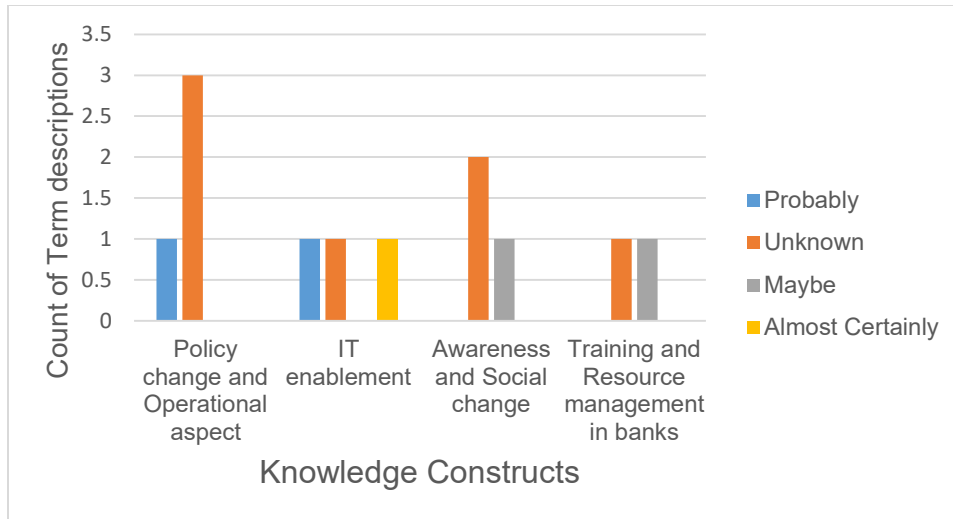 Count of Term descriptions
3.5
3
2.5
2
1.5
1
0.5
0
Policy
change and
Operational
aspect
IT
enablement
Awareness
and Social
change
Training and
Resource
management
in banks
Knowledge Constructs
Probably
Unknown
Maybe
Almost Certainly